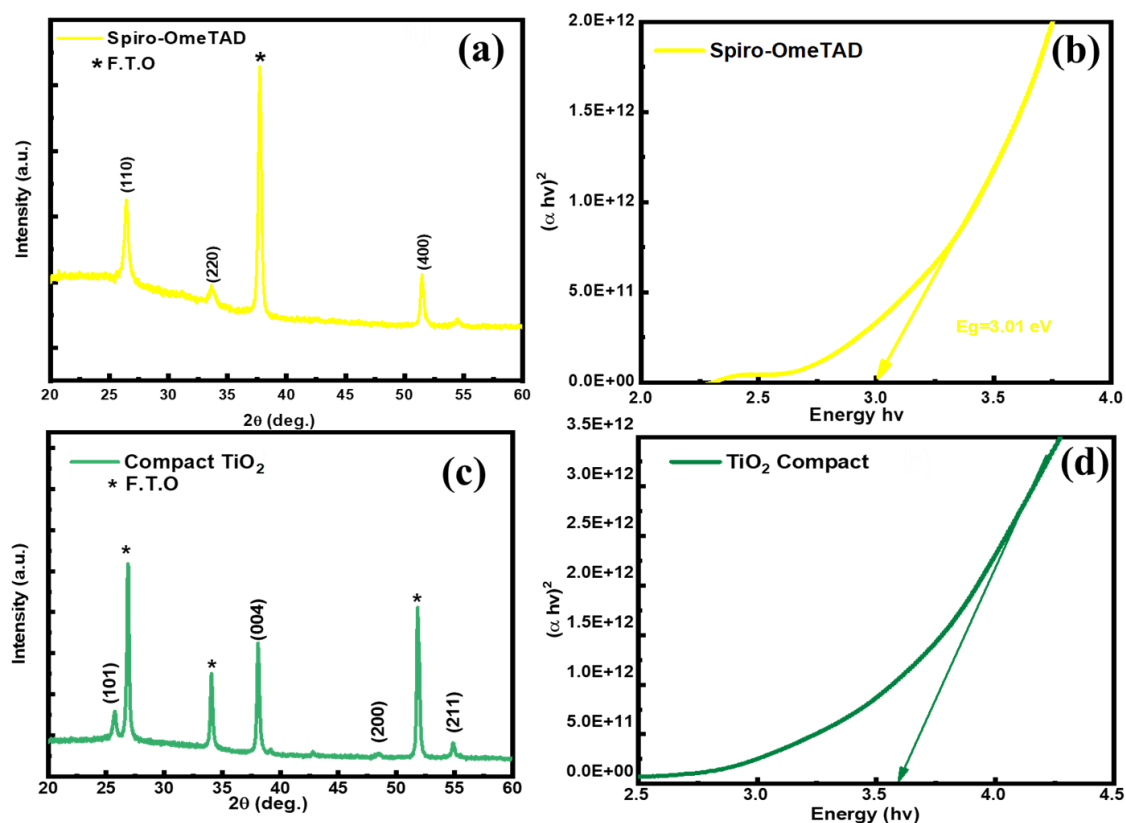 Spiro-OmeTAD
* F.T.O
(a)
*
(110)
(220)
(400)
Intensity (a.u.)
20 25 30 35 40 45 50 55 60
2θ (deg.)
Spiro-OmeTAD
(b)
2.0E+12
1.5E+12
1.0E+12
5.0E+11
0.0E+00
(α hv)²
Eg=3.01 eV
2.0 2.5 3.0 3.5 4.0
Energy hv
Compact TiO₂
* F.T.O
(c)
(101)
*
*
(004)
(200)
*
(211)
Intensity (a.u.)
20 25 30 35 40 45 50 55 60
2θ (deg.)
TiO₂ Compact
(d)
3.5E+12
3.0E+12
2.5E+12
2.0E+12
1.5E+12
1.0E+12
5.0E+11
0.0E+00
(α hv)²
2.5 3.0 3.5 4.0 4.5
Energy (hv)